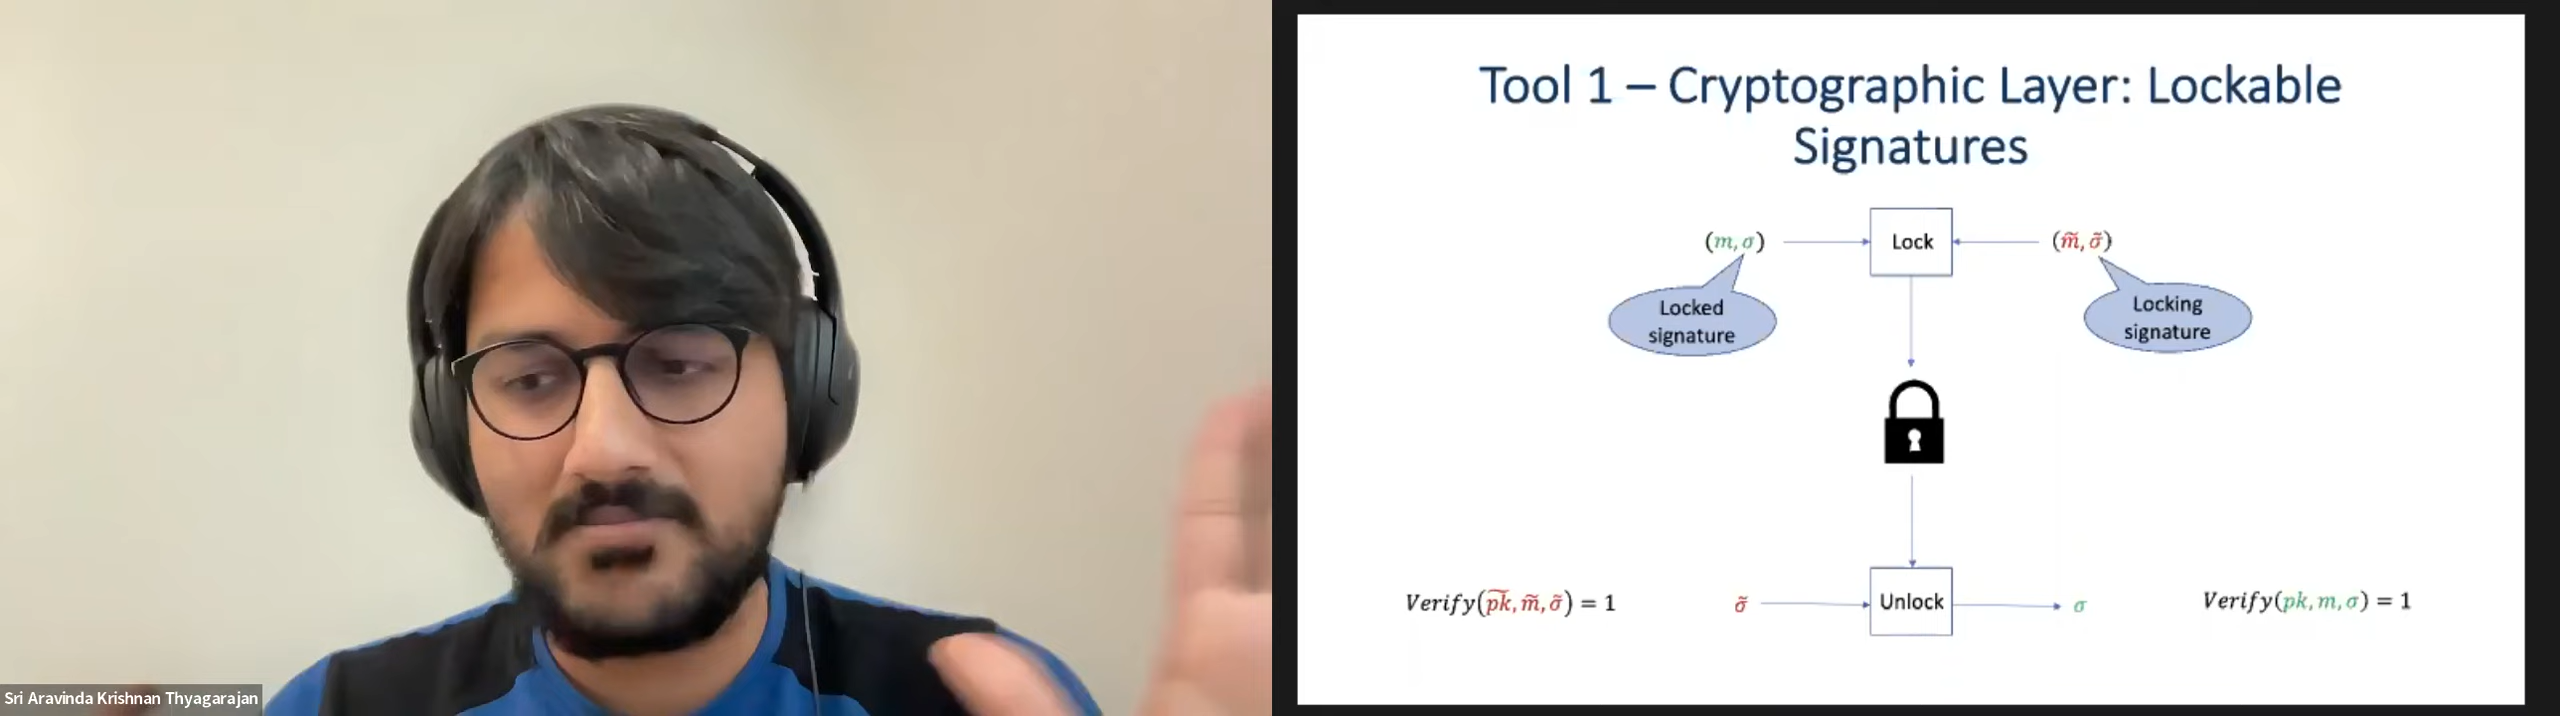 Tool 1 – Cryptographic Layer: Lockable
Signatures
(m, σ)
Lock
(m̃, σ̃)
Locked
signature
Locking
signature
Verify(p͠k, m̃, σ̃) = 1
σ̃
Unlock
σ
Verify(pk, m, σ) = 1
Sri Aravinda Krishnan Thyagarajan